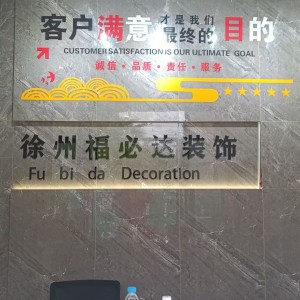 客户满意才是我们最终的目的
CUSTOMER SATISFACTION IS OUR ULTIMATE GOAL
诚信·品质·责任·服务
徐州福必达装饰
Fu bi da Decoration